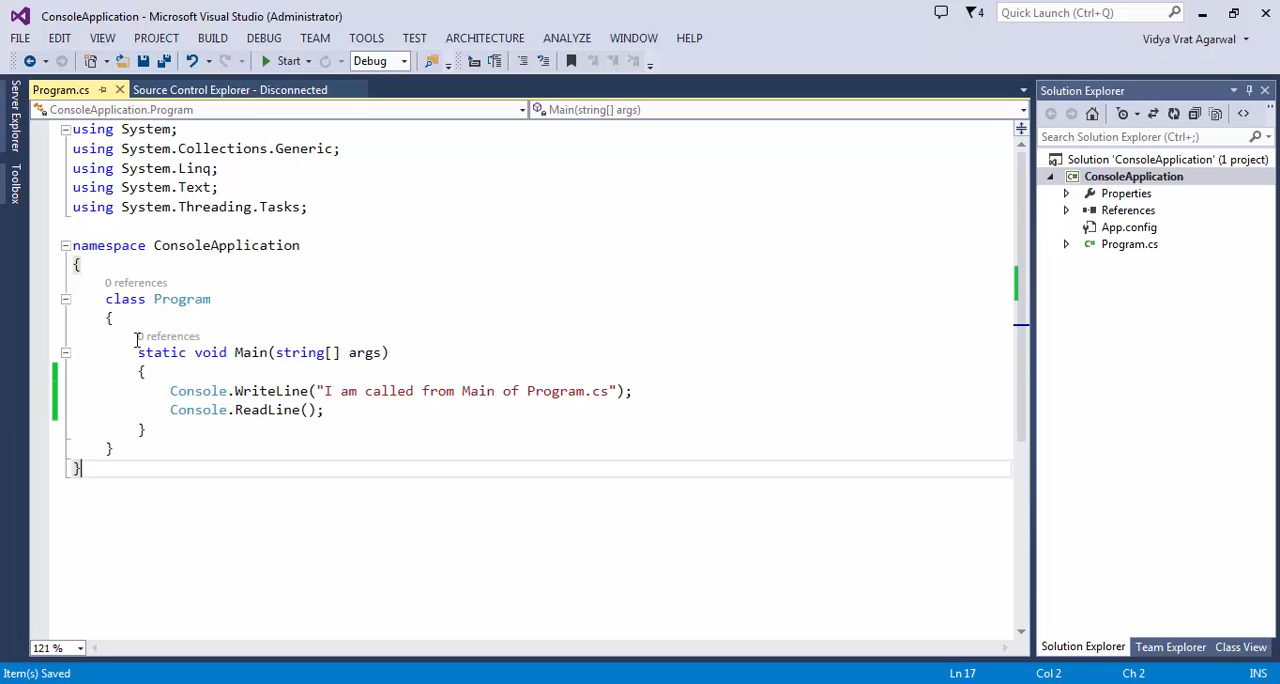 ConsoleApplication - Microsoft Visual Studio (Administrator)
4
Quick Launch (Ctrl+Q)
FILE EDIT VIEW PROJECT BUILD DEBUG TEAM TOOLS TEST ARCHITECTURE ANALYZE WINDOW HELP
Vidya Vrat Agarwal
Start Debug
Server Explorer
Toolbox
Program.cs Source Control Explorer - Disconnected
ConsoleApplication.Program Main(string[] args)
using System;
using System.Collections.Generic;
using System.Linq;
using System.Text;
using System.Threading.Tasks;
namespace ConsoleApplication
{
0 references
class Program
{
0 references
static void Main(string[] args)
{
Console.WriteLine("I am called from Main of Program.cs");
Console.ReadLine();
}
}
}
121 %
Solution Explorer
Search Solution Explorer (Ctrl+;)
Solution 'ConsoleApplication' (1 project)
ConsoleApplication
Properties
References
App.config
Program.cs
Solution Explorer Team Explorer Class View
Item(s) Saved Ln 17 Col 2 Ch 2 INS